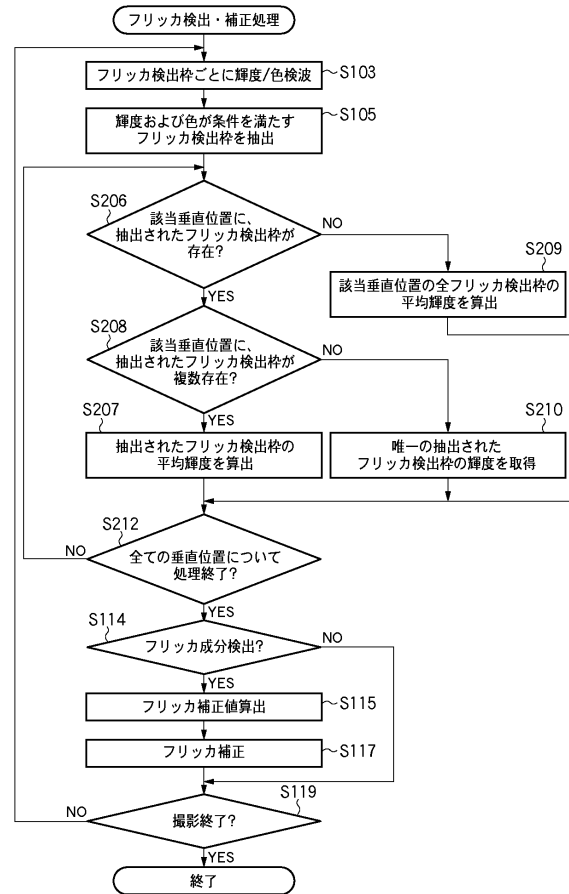 フリッカ検出・補正処理
フリッカ検出枠ごとに輝度/色検波
S103
輝度および色が条件を満たす
フリッカ検出枠を抽出
S105
S206
該当垂直位置に、
抽出されたフリッカ検出枠が
存在?
NO
YES
S209
該当垂直位置の全フリッカ検出枠の
平均輝度を算出
S208
該当垂直位置に、
抽出されたフリッカ検出枠が
複数存在?
NO
YES
S207
抽出されたフリッカ検出枠の
平均輝度を算出
S210
唯一の抽出された
フリッカ検出枠の輝度を取得
S212
全ての垂直位置について
処理終了?
NO
YES
S114
フリッカ成分検出?
NO
YES
フリッカ補正値算出
S115
フリッカ補正
S117
S119
撮影終了?
NO
YES
終了